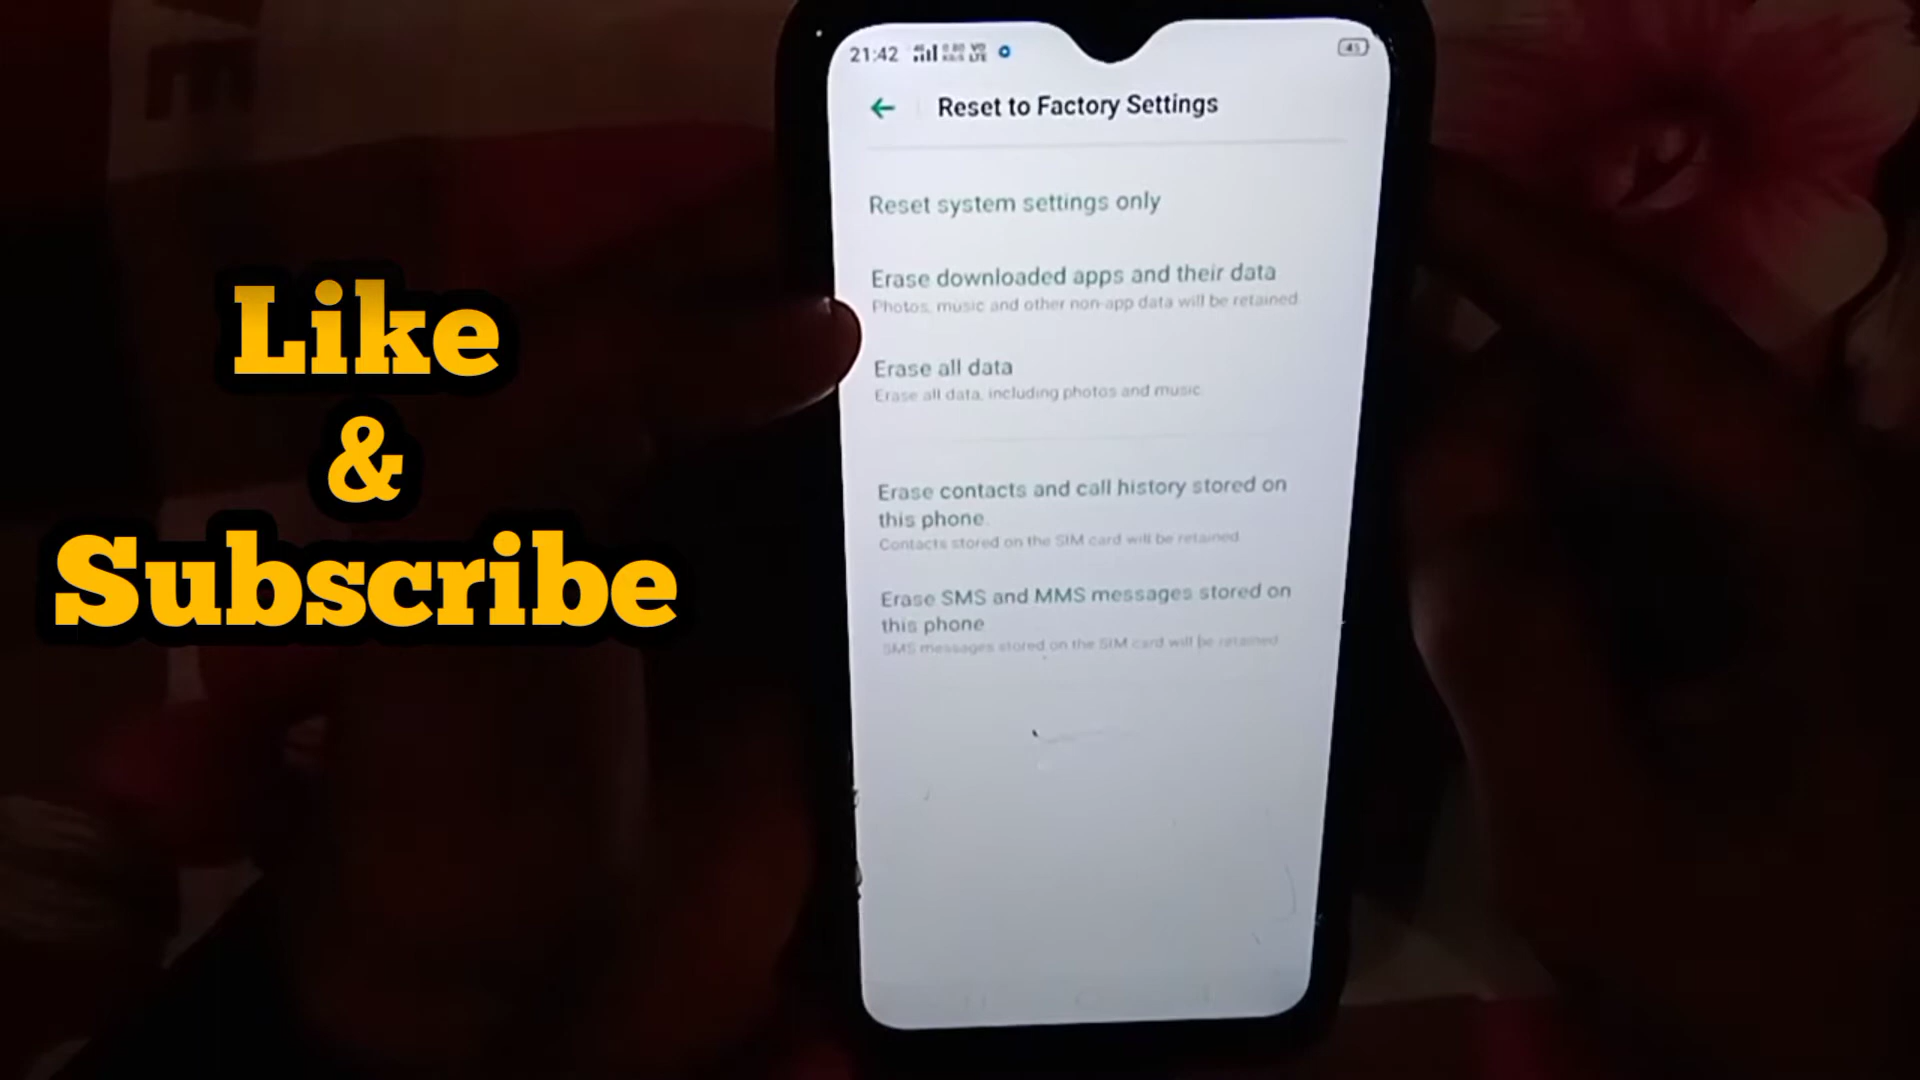 21:42
45
Reset to Factory Settings
Reset system settings only
Erase downloaded apps and their data
Photos, music and other non-app data will be retained.
Erase all data
Erase all data, including photos and music.
Erase contacts and call history stored on
this phone.
Contacts stored on the SIM card will be retained.
Erase SMS and MMS messages stored on
this phone
SMS messages stored on the SIM card will be retained
Like
&
Subscribe